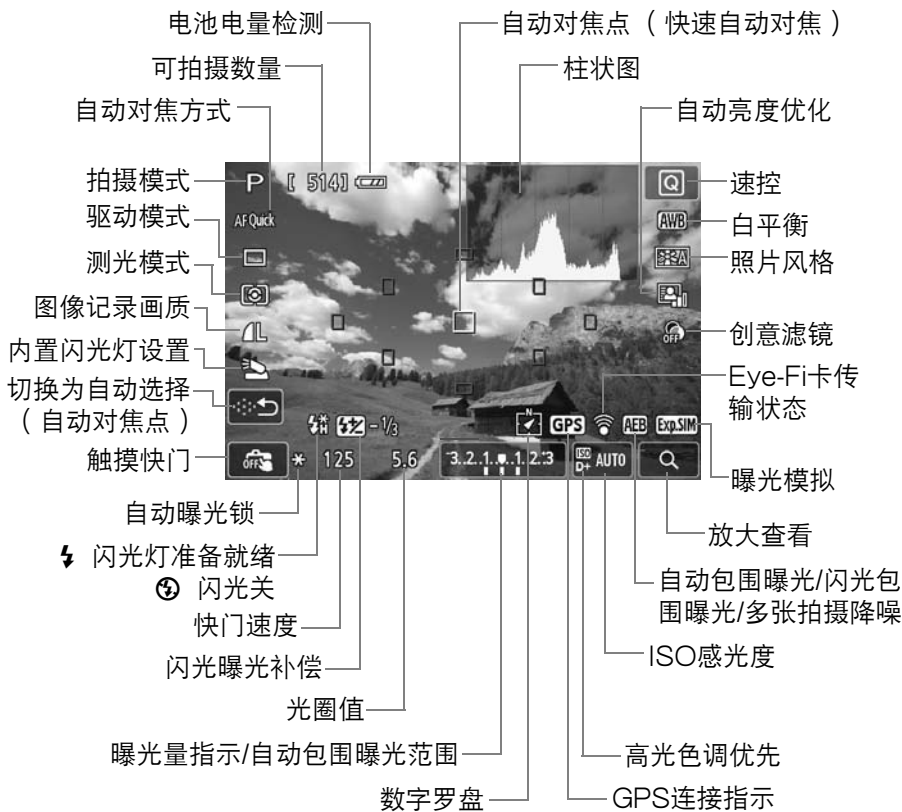 电池电量检测
自动对焦点（快速自动对焦）
可拍摄数量
柱状图
自动对焦方式
自动亮度优化
拍摄模式
P [ 514]
Q
速控
驱动模式
AF Quick
AWB
白平衡
测光模式
A
照片风格
图像记录画质
L
创意滤镜
OFF
内置闪光灯设置
Eye-Fi卡传
输状态
切换为自动选择
（自动对焦点）
H -1/3
N
GPS
AEB
Exp.SIM
触摸快门
OFF * 125 5.6 -3..2..1..▼..1..2.:3 ISO D+ AUTO
曝光模拟
自动曝光锁
放大查看
闪光灯准备就绪
闪光关
自动包围曝光/闪光包
围曝光/多张拍摄降噪
快门速度
闪光曝光补偿
ISO感光度
光圈值
曝光量指示/自动包围曝光范围
高光色调优先
数字罗盘
GPS连接指示